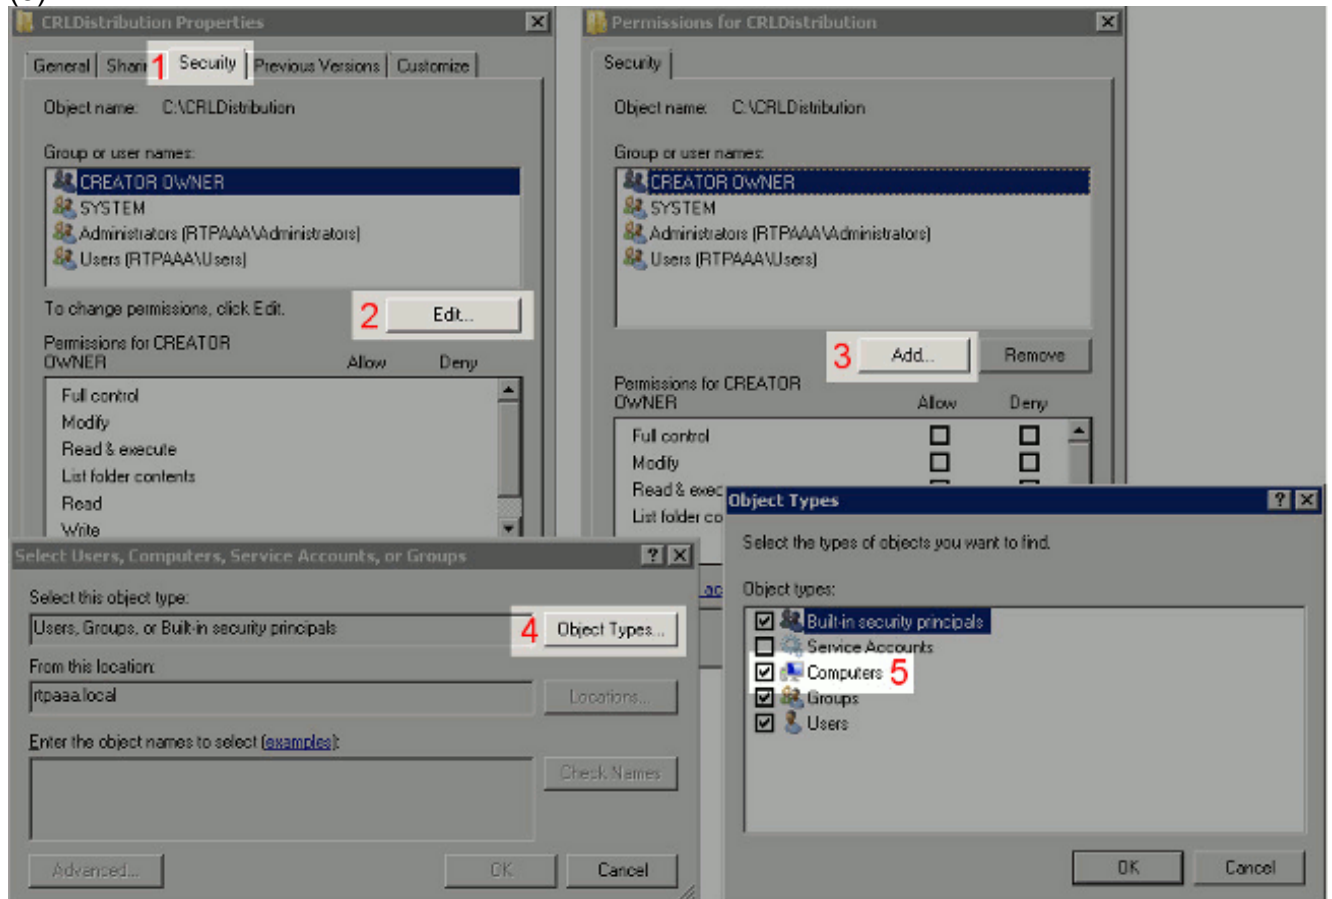 CRLDistribution Properties
General
Security
Previous Versions
Customize
1
Object name: C:\CRLDistribution
Group or user names:
CREATOR OWNER
SYSTEM
Administrators (RTPAAA\Administrators)
Users (RTPAAA\Users)
To change permissions, click Edit.
2
Edit...
Permissions for CREATOR
OWNER Allow Deny
Full control
Modify
Read & execute
List folder contents
Read
Write
Permissions for CRLDistribution
Security
Object name: C:\CRLDistribution
Group or user names:
CREATOR OWNER
SYSTEM
Administrators (RTPAAA\Administrators)
Users (RTPAAA\Users)
3
Add...
Remove
Permissions for CREATOR
OWNER Allow Deny
Full control
Modify
Read & exec
List folder co
Select Users, Computers, Service Accounts, or Groups
Select this object type:
Users, Groups, or Built-in security principals
4
Object Types...
From this location:
rtpaaa.local
Locations...
Enter the object names to select (examples):
Check Names
Advanced...
OK
Cancel
Object Types
Select the types of objects you want to find.
Object types:
Built-in security principals
Service Accounts
Computers 5
Groups
Users
OK
Cancel